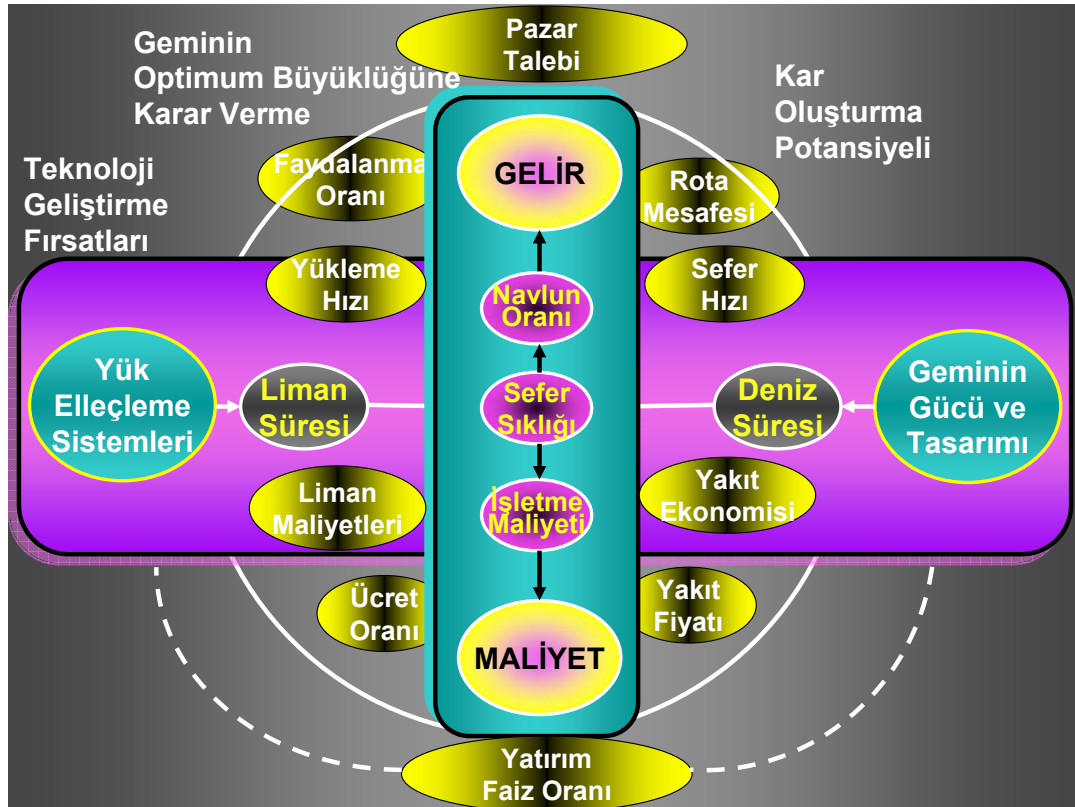 Geminin
Optimum Büyüklüğüne
Karar Verme
Pazar
Talebi
Kar
Oluşturma
Potansiyeli
Teknoloji
Geliştirme
Fırsatları
Faydalanma
Oranı
GELİR
Rota
Mesafesi
Yükleme
Hızı
Navlun
Oranı
Sefer
Hızı
Yük
Elleçleme
Sistemleri
Liman
Süresi
Sefer
Sıklığı
Deniz
Süresi
Geminin
Gücü ve
Tasarımı
Liman
Maliyetleri
İşletme
Maliyeti
Yakıt
Ekonomisi
Ücret
Oranı
MALİYET
Yakıt
Fiyatı
Yatırım
Faiz Oranı